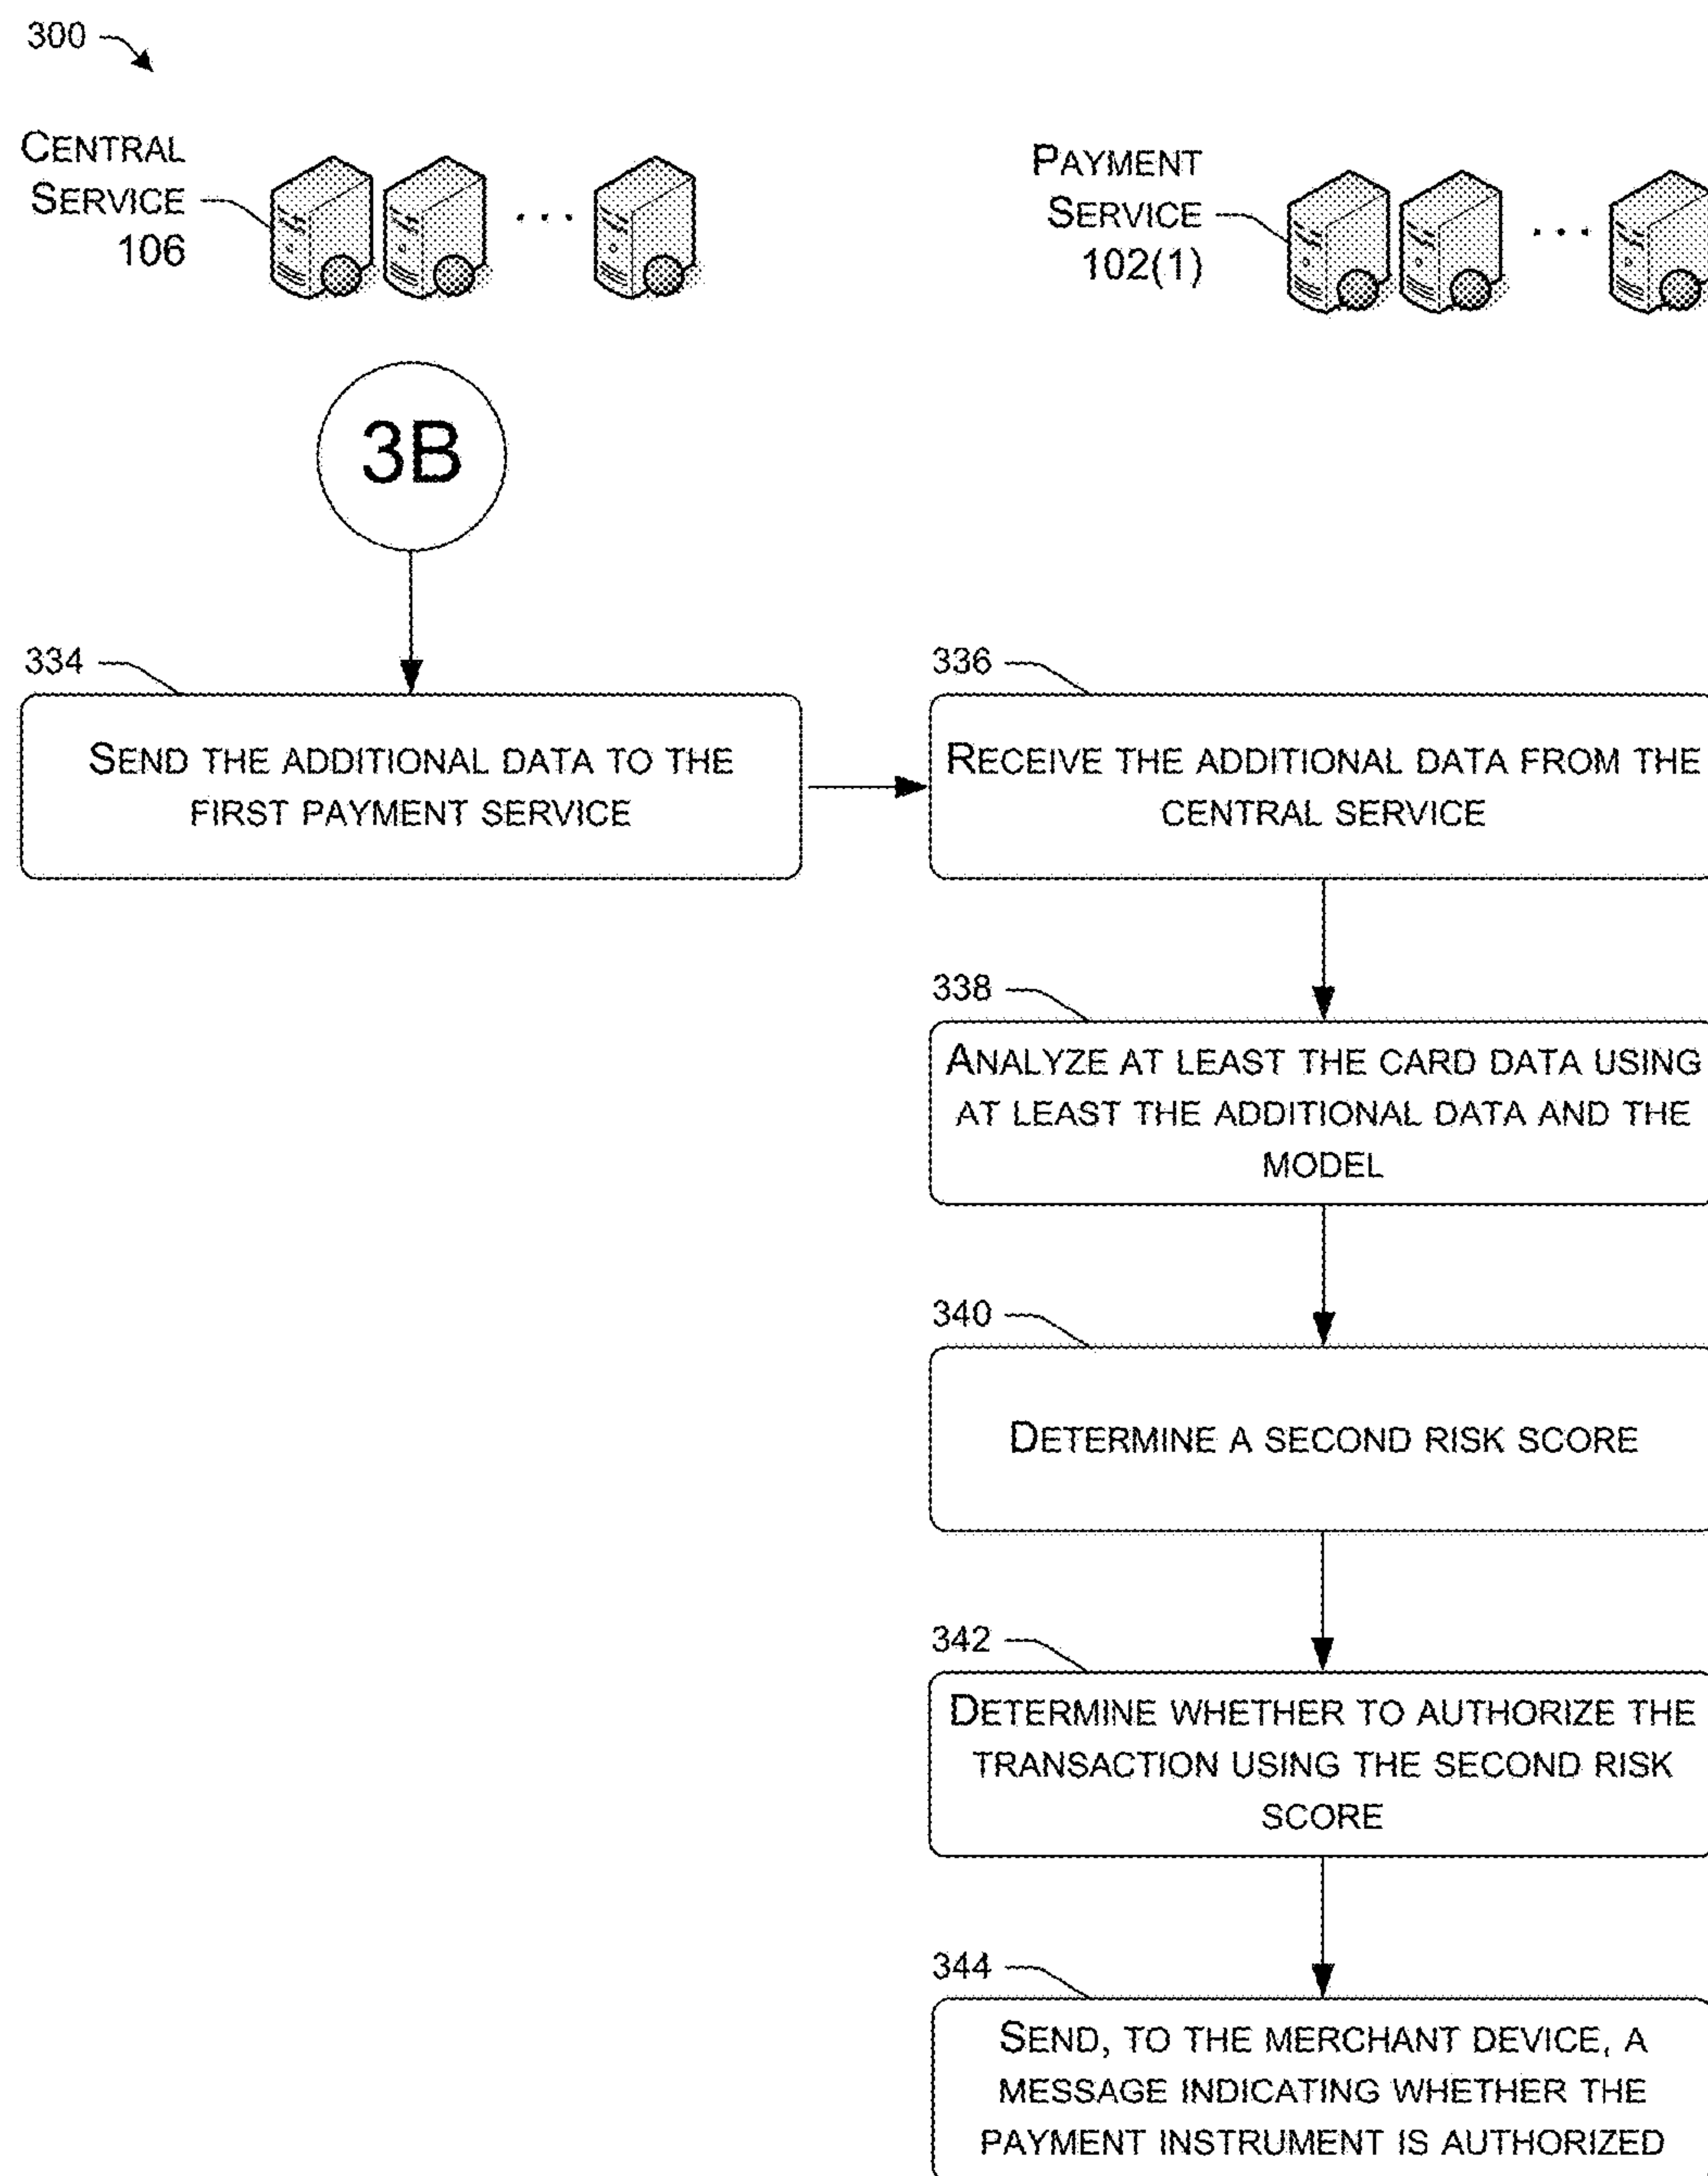 300
CENTRAL
SERVICE
106
PAYMENT
SERVICE
102(1)
3B
334
SEND THE ADDITIONAL DATA TO THE
FIRST PAYMENT SERVICE
336
RECEIVE THE ADDITIONAL DATA FROM THE
CENTRAL SERVICE
338
ANALYZE AT LEAST THE CARD DATA USING
AT LEAST THE ADDITIONAL DATA AND THE
MODEL
340
DETERMINE A SECOND RISK SCORE
342
DETERMINE WHETHER TO AUTHORIZE THE
TRANSACTION USING THE SECOND RISK
SCORE
344
SEND, TO THE MERCHANT DEVICE, A
MESSAGE INDICATING WHETHER THE
PAYMENT INSTRUMENT IS AUTHORIZED